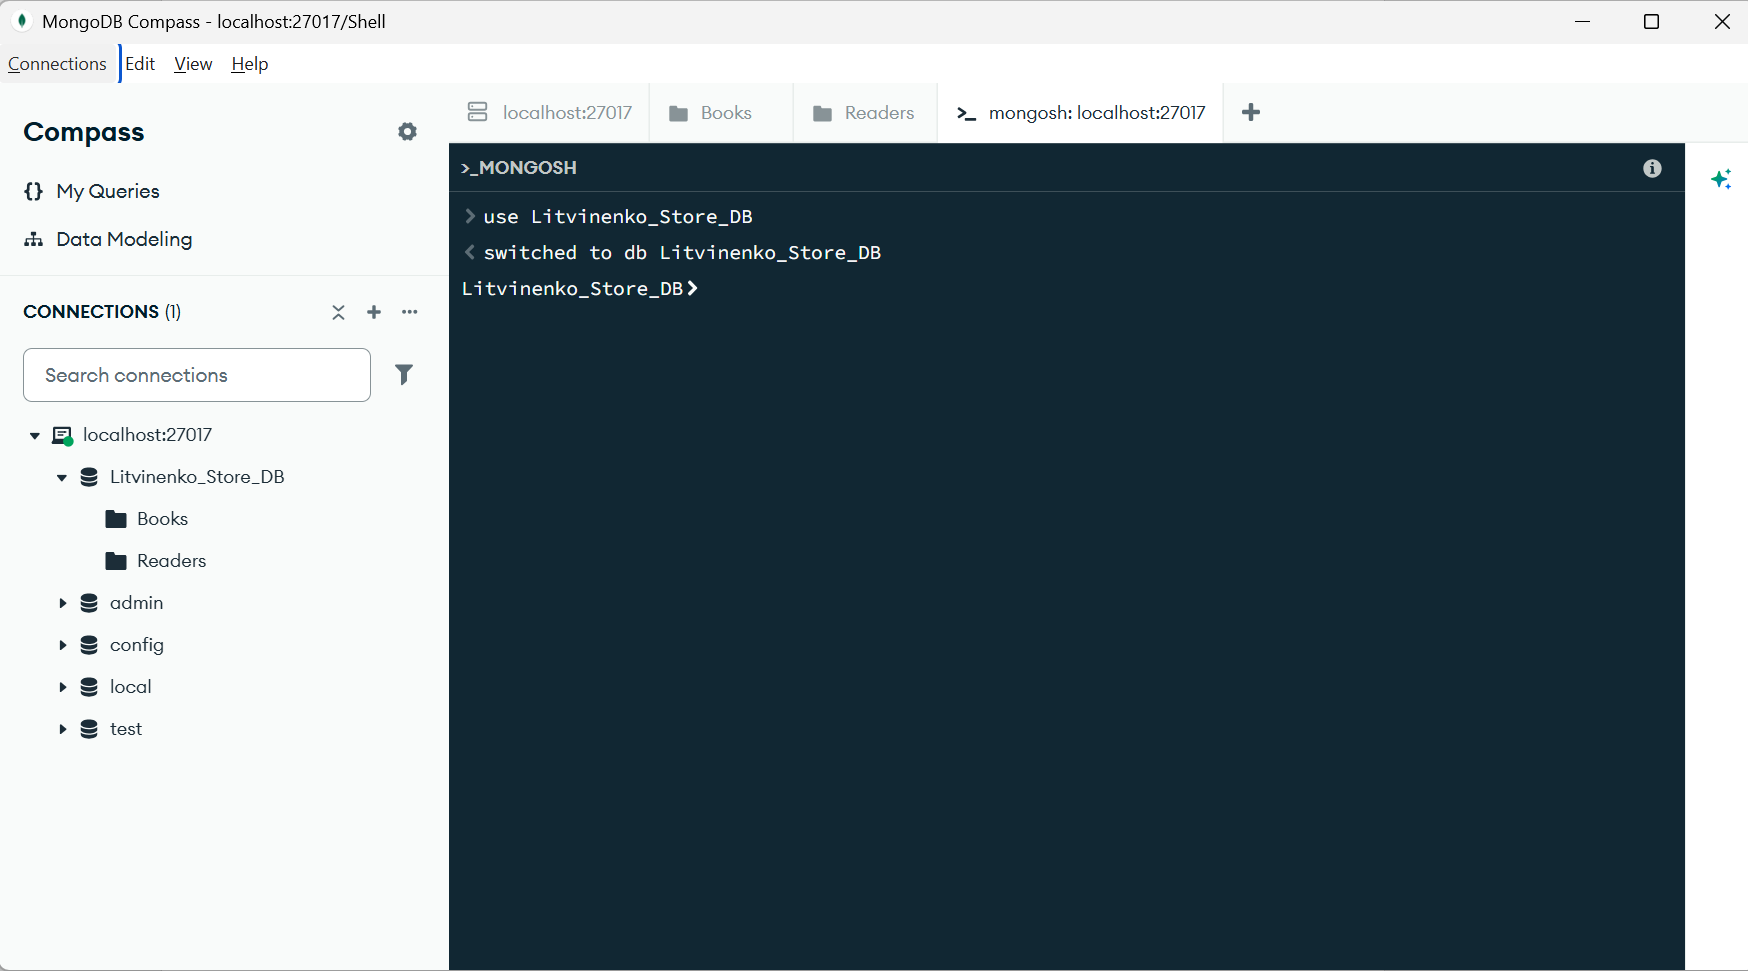 MongoDB Compass - localhost:27017/Shell
Connections Edit View Help
Compass
My Queries
Data Modeling
CONNECTIONS (1)
Search connections
localhost:27017
Litvinenko_Store_DB
Books
Readers
admin
config
local
test
localhost:27017 Books Readers >_ mongosh: localhost:27017
>_MONGOSH
> use Litvinenko_Store_DB
< switched to db Litvinenko_Store_DB
Litvinenko_Store_DB>